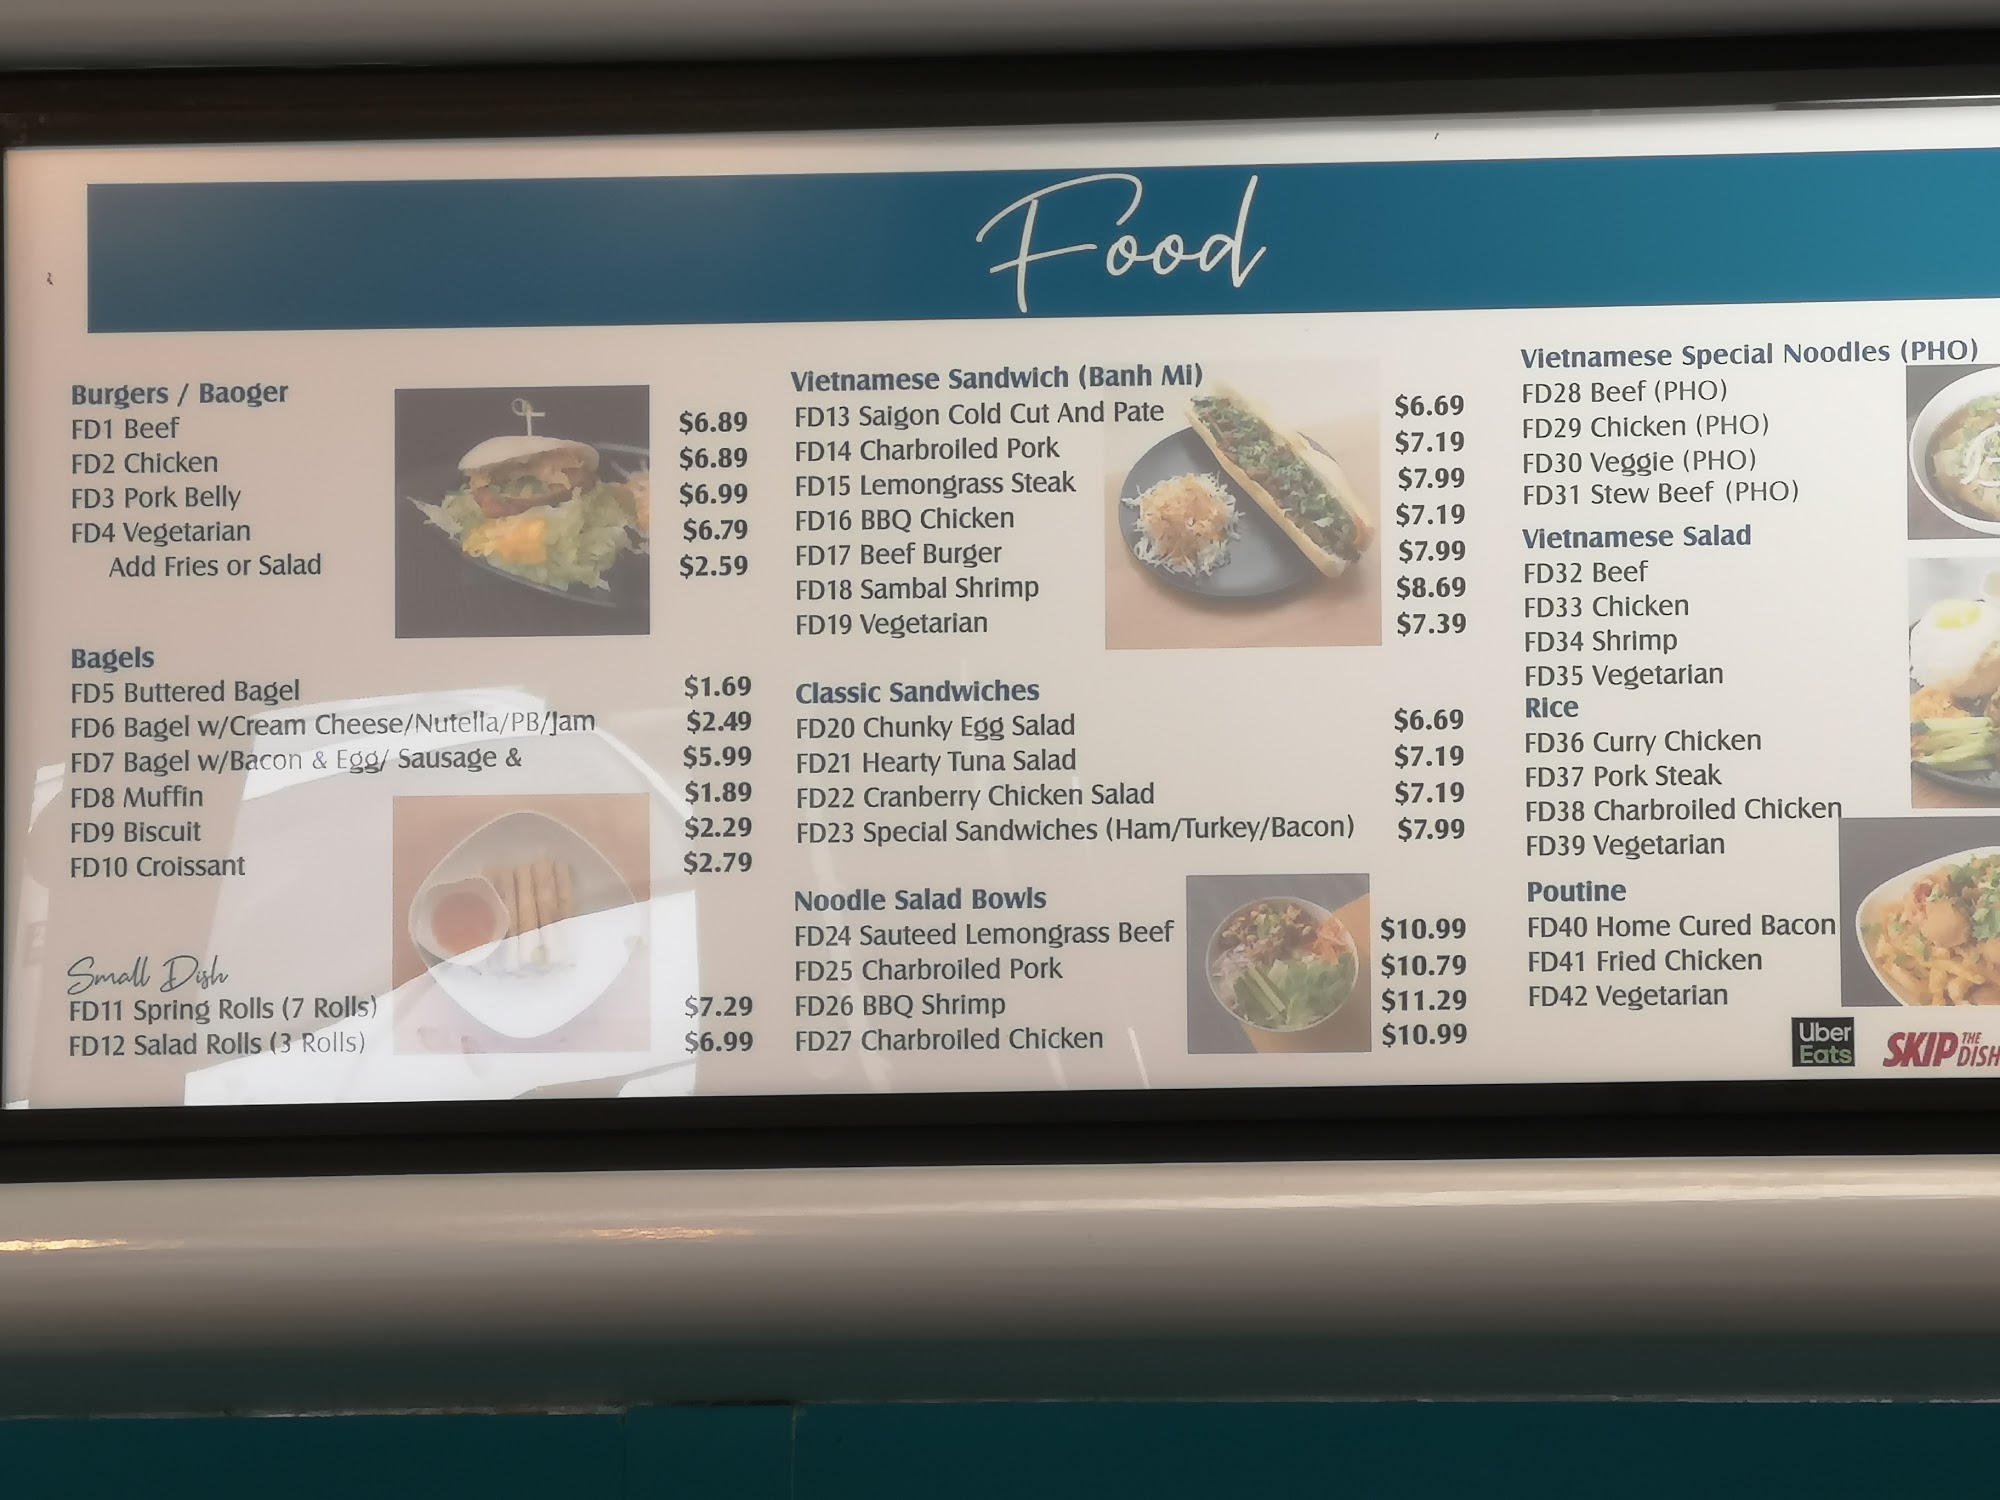 Food
Burgers / Baoger
FD1 Beef $6.89
FD2 Chicken $6.89
FD3 Pork Belly $6.99
FD4 Vegetarian $6.79
Add Fries or Salad $2.59
Bagels
FD5 Buttered Bagel $1.69
FD6 Bagel w/Cream Cheese/Nutella/PB/Jam $2.49
FD7 Bagel w/Bacon & Egg/ Sausage & $5.99
FD8 Muffin $1.89
FD9 Biscuit $2.29
FD10 Croissant $2.79
Small Dish
FD11 Spring Rolls (7 Rolls) $7.29
FD12 Salad Rolls (3 Rolls) $6.99
Vietnamese Sandwich (Banh Mi)
FD13 Saigon Cold Cut And Pate $6.69
FD14 Charbroiled Pork $7.19
FD15 Lemongrass Steak $7.99
FD16 BBQ Chicken $7.19
FD17 Beef Burger $7.99
FD18 Sambal Shrimp $8.69
FD19 Vegetarian $7.39
Classic Sandwiches
FD20 Chunky Egg Salad $6.69
FD21 Hearty Tuna Salad $7.19
FD22 Cranberry Chicken Salad $7.19
FD23 Special Sandwiches (Ham/Turkey/Bacon) $7.99
Noodle Salad Bowls
FD24 Sauteed Lemongrass Beef $10.99
FD25 Charbroiled Pork $10.79
FD26 BBQ Shrimp $11.29
FD27 Charbroiled Chicken $10.99
Vietnamese Special Noodles (PHO)
FD28 Beef (PHO)
FD29 Chicken (PHO)
FD30 Veggie (PHO)
FD31 Stew Beef (PHO)
Vietnamese Salad
FD32 Beef
FD33 Chicken
FD34 Shrimp
FD35 Vegetarian
Rice
FD36 Curry Chicken
FD37 Pork Steak
FD38 Charbroiled Chicken
FD39 Vegetarian
Poutine
FD40 Home Cured Bacon
FD41 Fried Chicken
FD42 Vegetarian
Uber
Eats
SKIP THE
DISH